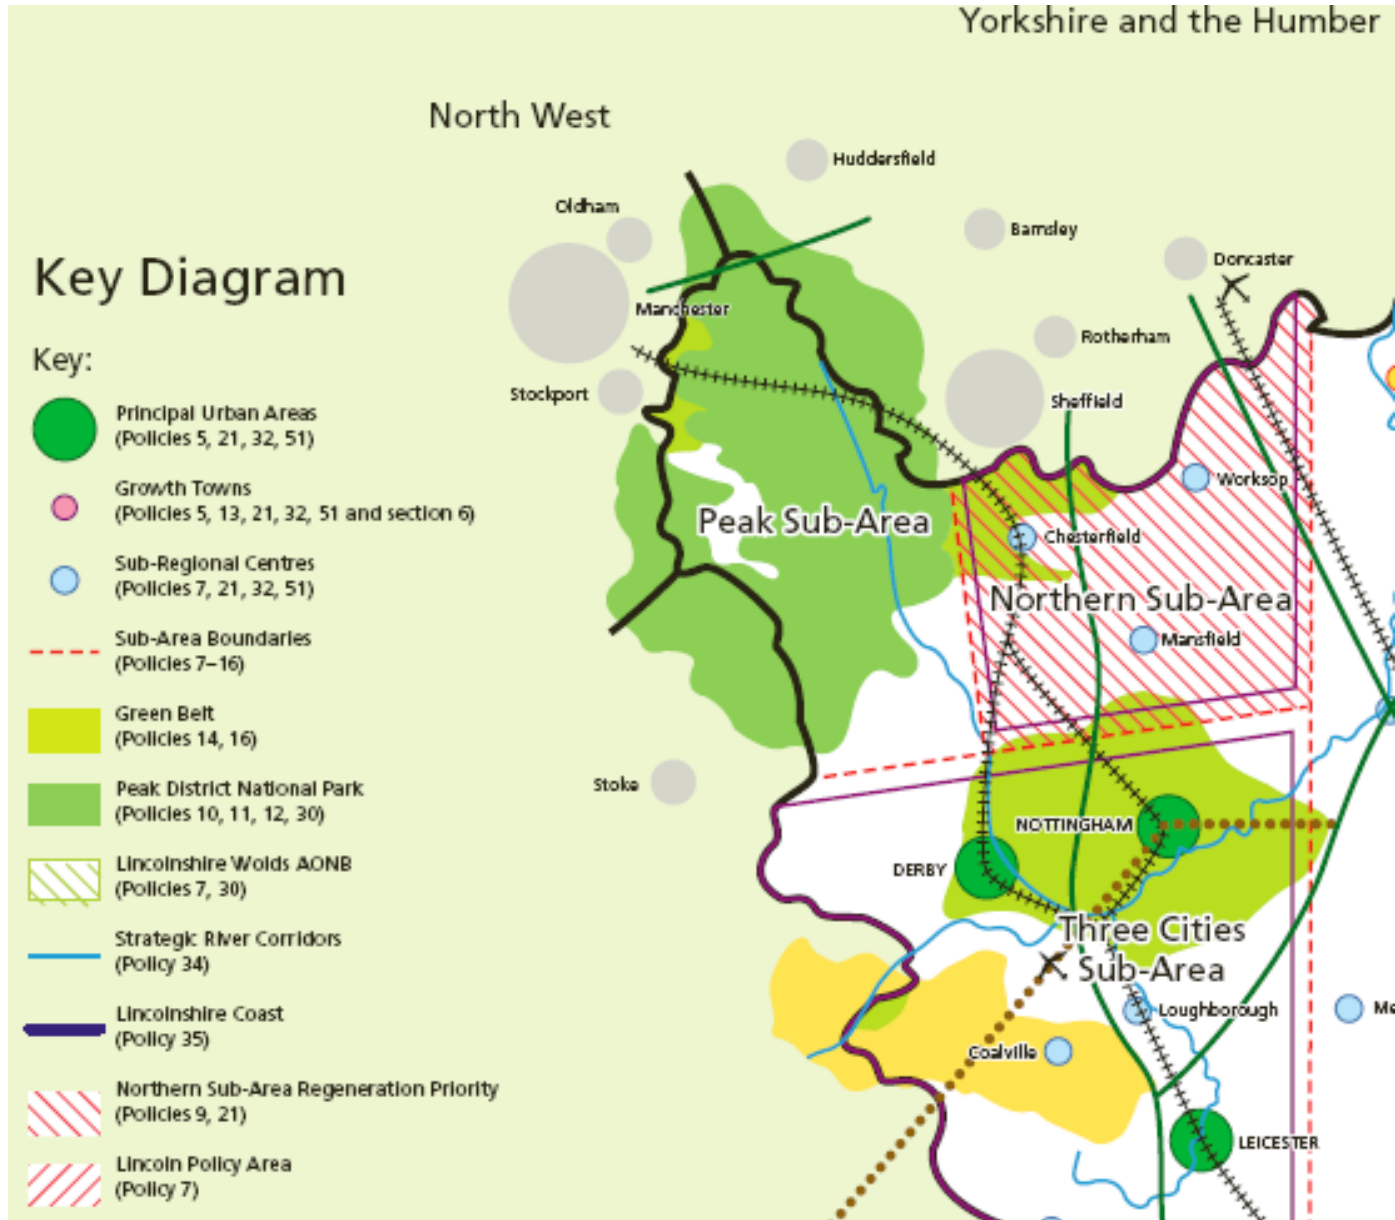 Yorkshire and the Humber
North West
Huddersfield
Oldham
Barnsley
Doncaster
Key Diagram
Manchester
Rotherham
Key:
Stockport
Sheffield
Principal Urban Areas
(Policies 5, 21, 32, 51)
Worksop
Growth Towns
(Policies 5, 13, 21, 32, 51 and section 6)
Peak Sub-Area
Chesterfield
Sub-Regional Centres
(Policies 7, 21, 32, 51)
Northern Sub-Area
Mansfield
Sub-Area Boundaries
(Policies 7–16)
Green Belt
(Policies 14, 16)
Stoke
Peak District National Park
(Policies 10, 11, 12, 30)
NOTTINGHAM
DERBY
Lincolnshire Wolds AONB
(Policies 7, 30)
Three Cities
Sub-Area
Strategic River Corridors
(Policy 34)
Loughborough
Me
Coalville
Lincolnshire Coast
(Policy 35)
Northern Sub-Area Regeneration Priority
(Policies 9, 21)
LEICESTER
Lincoln Policy Area
(Policy 7)